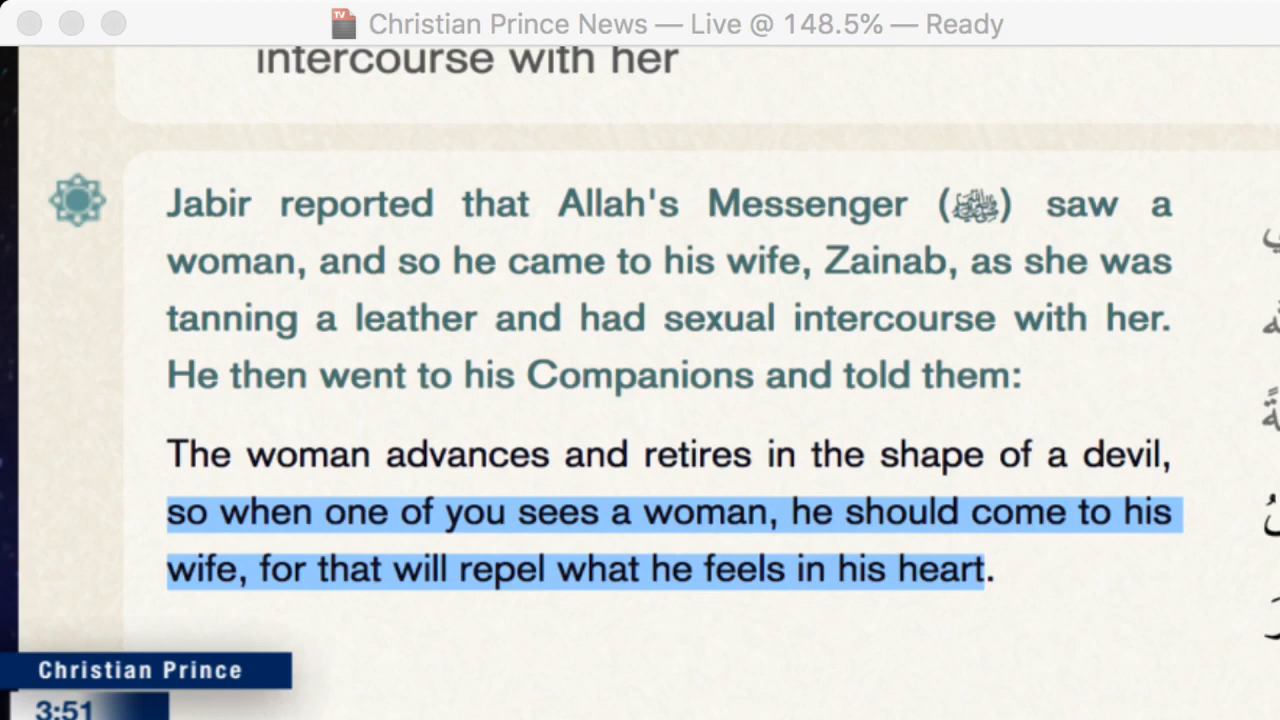 Christian Prince News — Live @ 148.5% — Ready
intercourse with her
Jabir reported that Allah's Messenger (ﷺ) saw a
woman, and so he came to his wife, Zainab, as she was
tanning a leather and had sexual intercourse with her.
He then went to his Companions and told them:
The woman advances and retires in the shape of a devil,
so when one of you sees a woman, he should come to his
wife, for that will repel what he feels in his heart.
Christian Prince
3:51